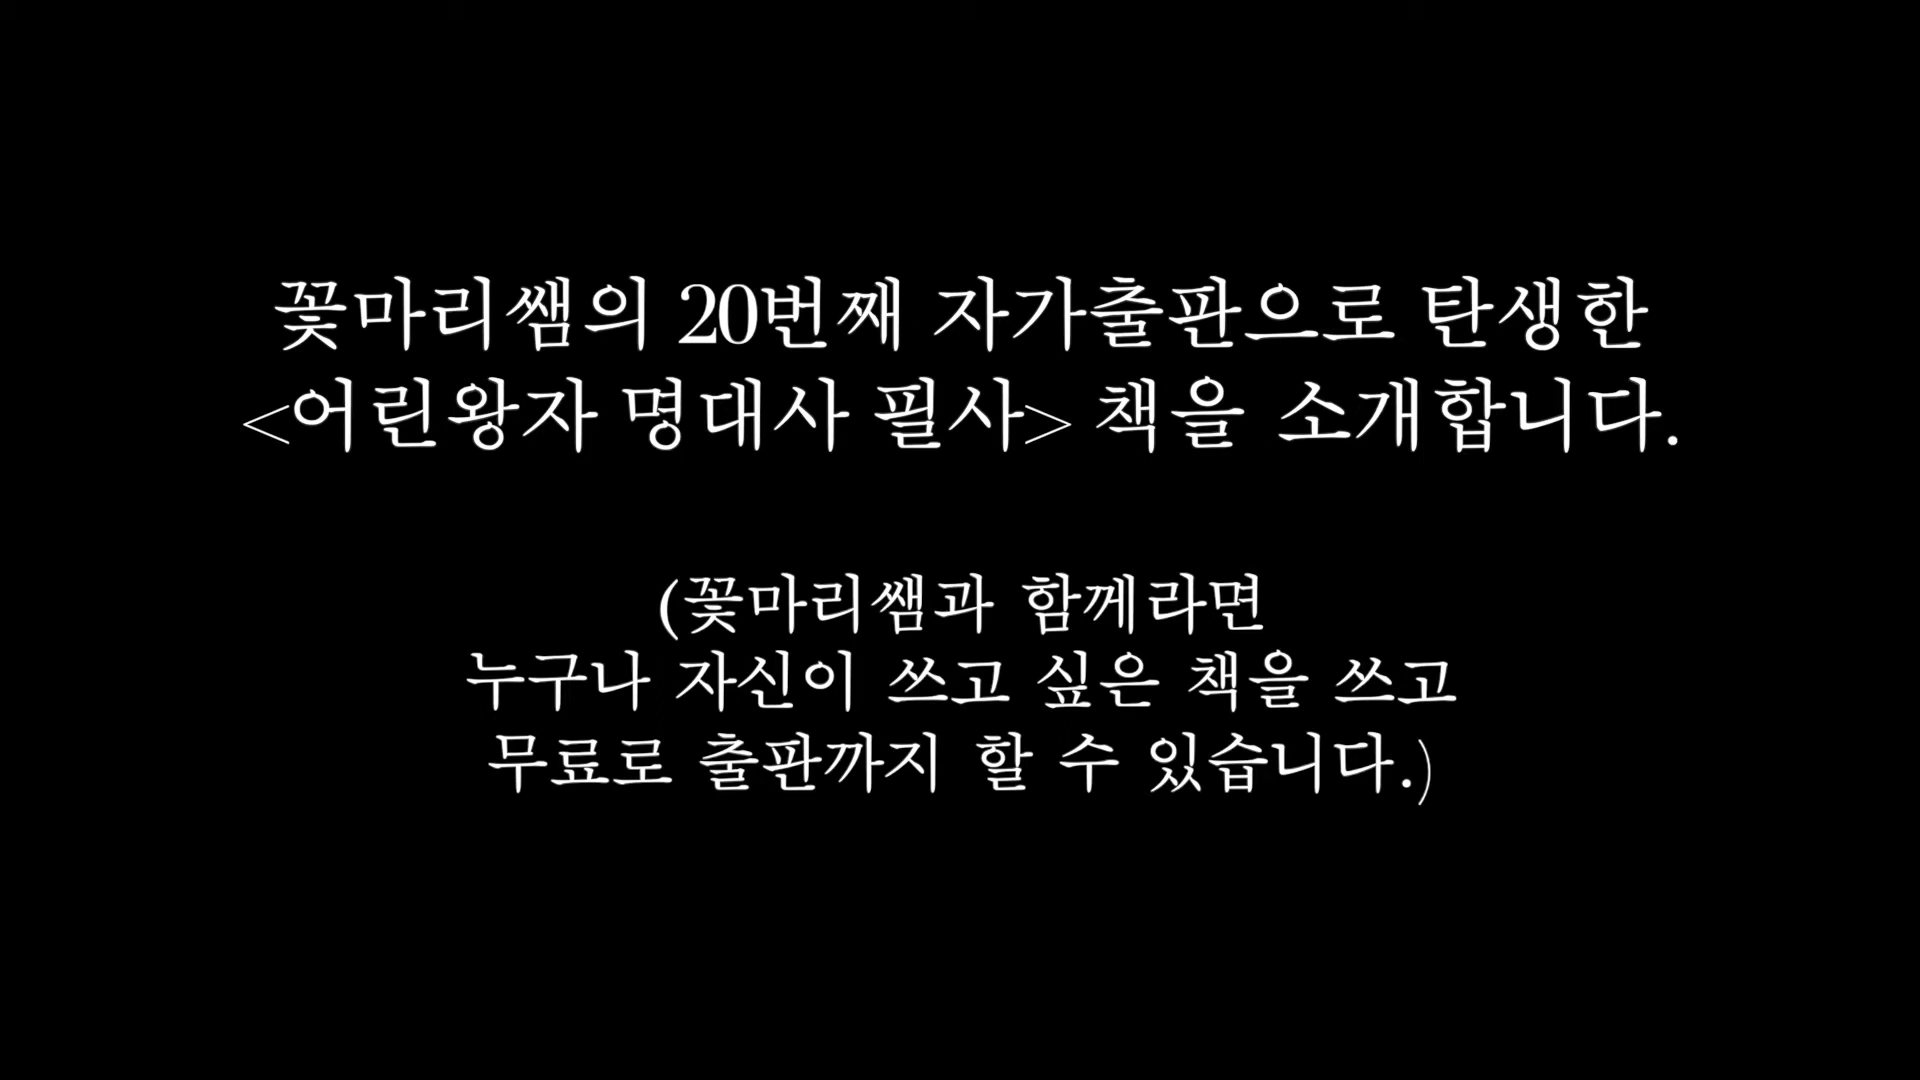 꽃마리쌤의 20번째 자가출판으로 탄생한
<어린왕자 명대사 필사> 책을 소개합니다.
(꽃마리쌤과 함께라면
누구나 자신이 쓰고 싶은 책을 쓰고
무료로 출판까지 할 수 있습니다.)